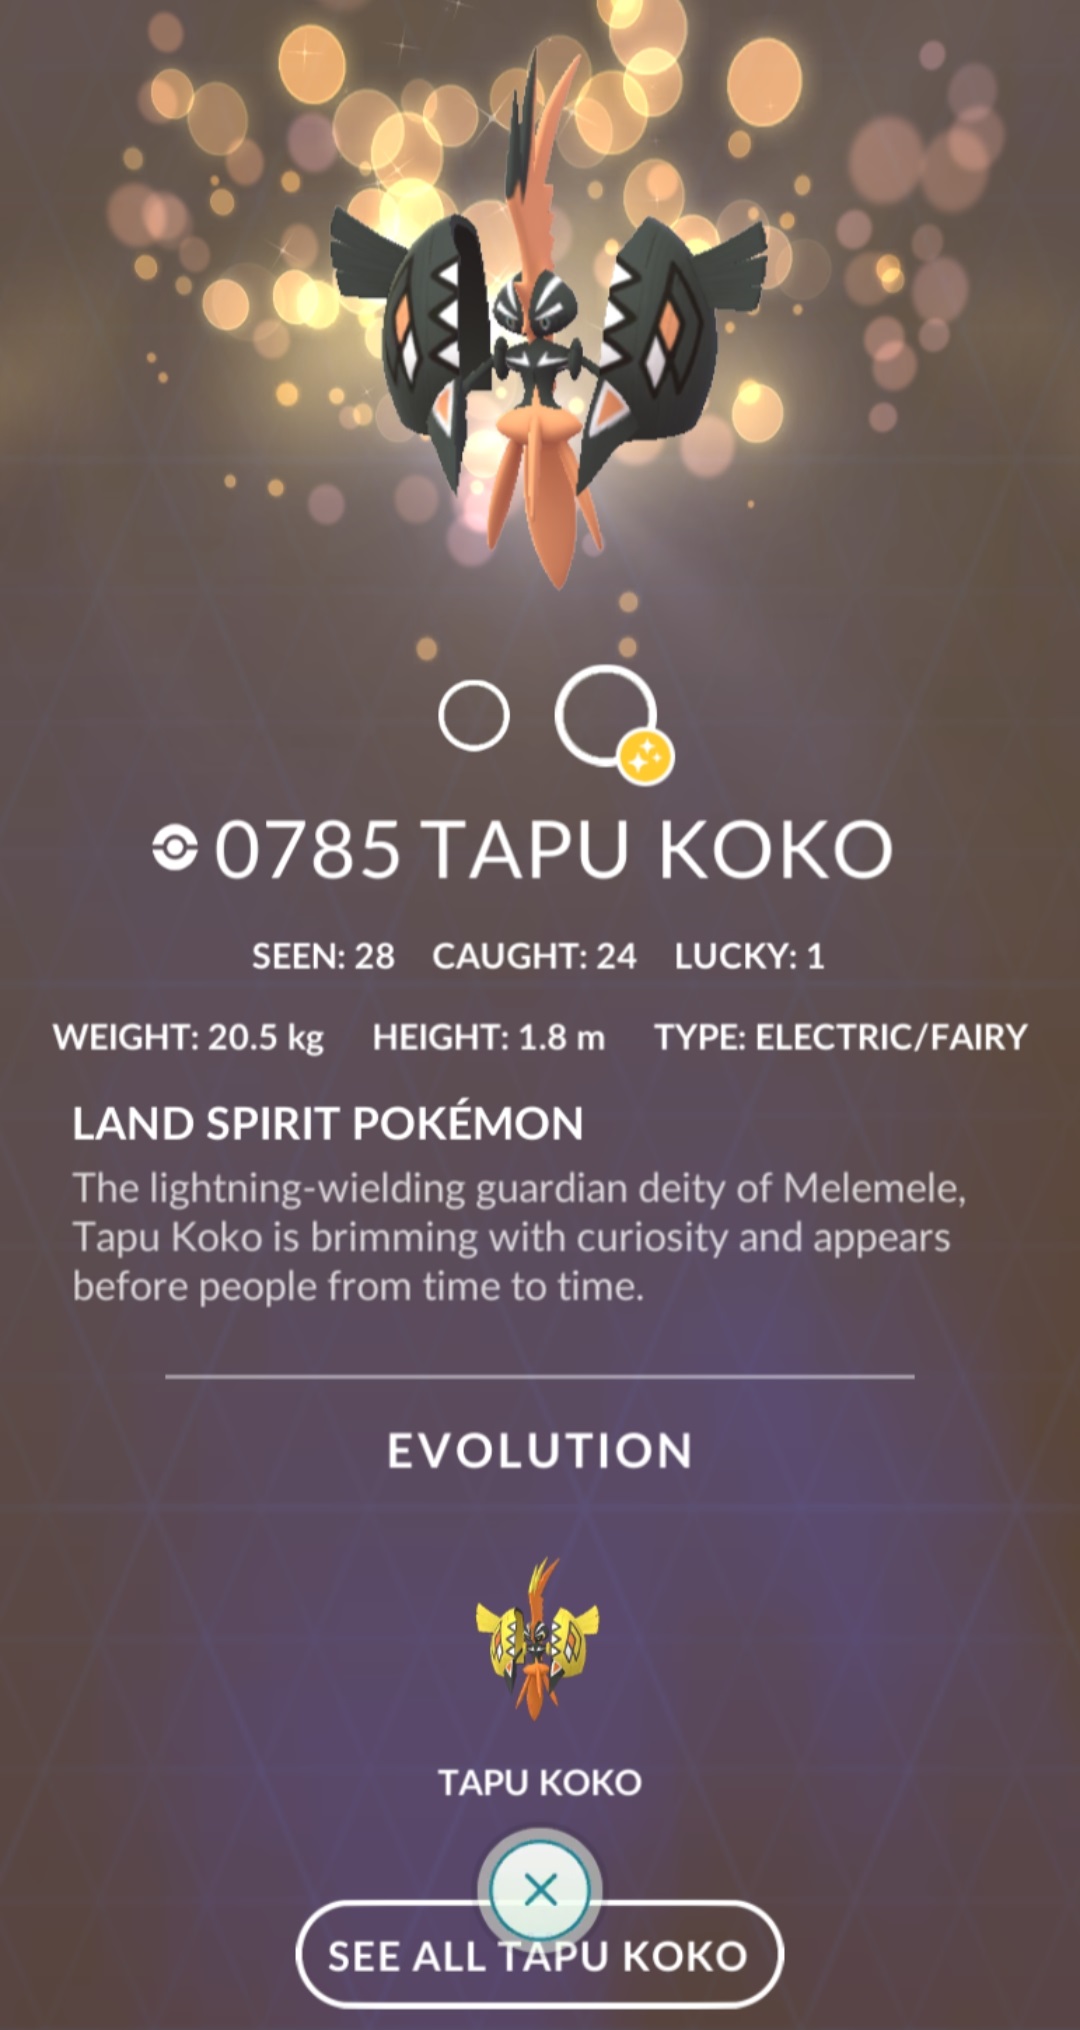 0785 TAPU KOKO
SEEN: 28 CAUGHT: 24 LUCKY: 1
WEIGHT: 20.5 kg HEIGHT: 1.8 m TYPE: ELECTRIC/FAIRY
LAND SPIRIT POKÉMON
The lightning-wielding guardian deity of Melemele,
Tapu Koko is brimming with curiosity and appears
before people from time to time.
EVOLUTION
TAPU KOKO
SEE ALL TAPU KOKO